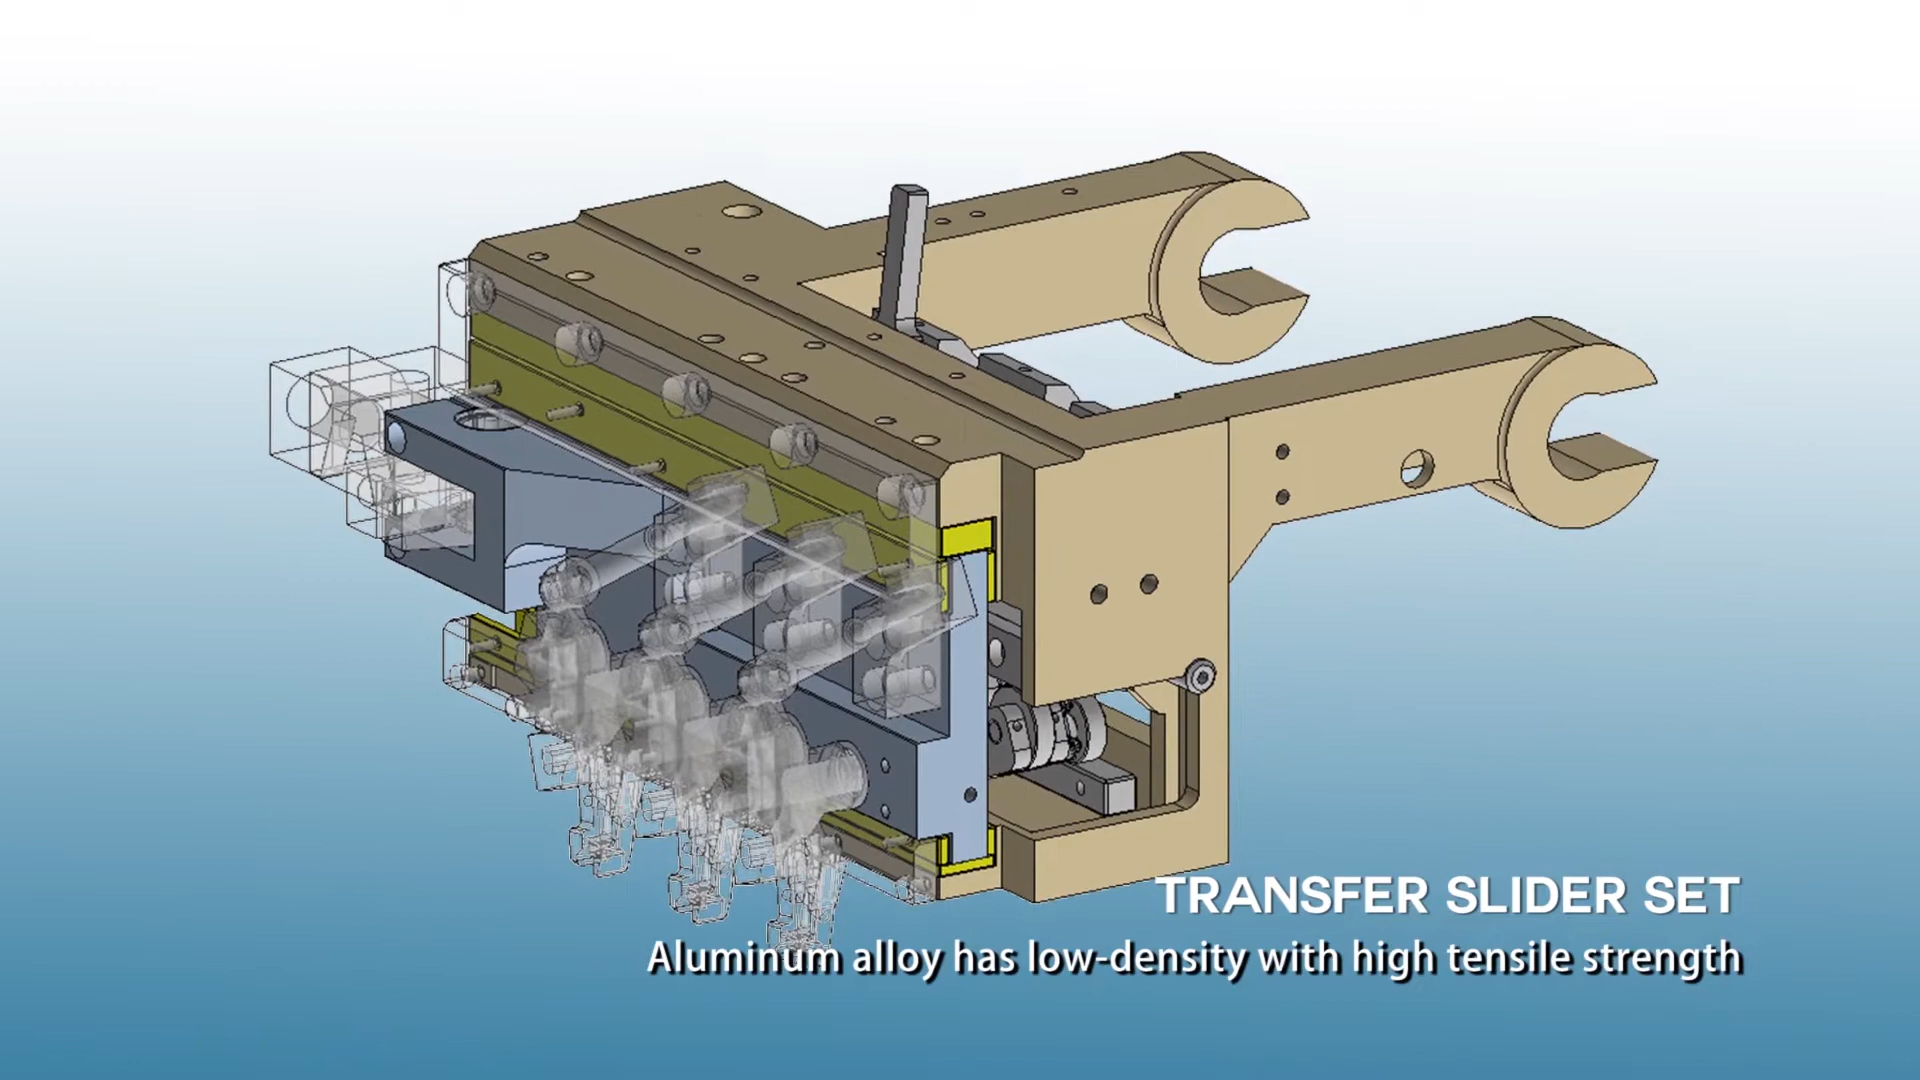 TRANSFER SLIDER SET
Aluminum alloy has low-density with high tensile strength